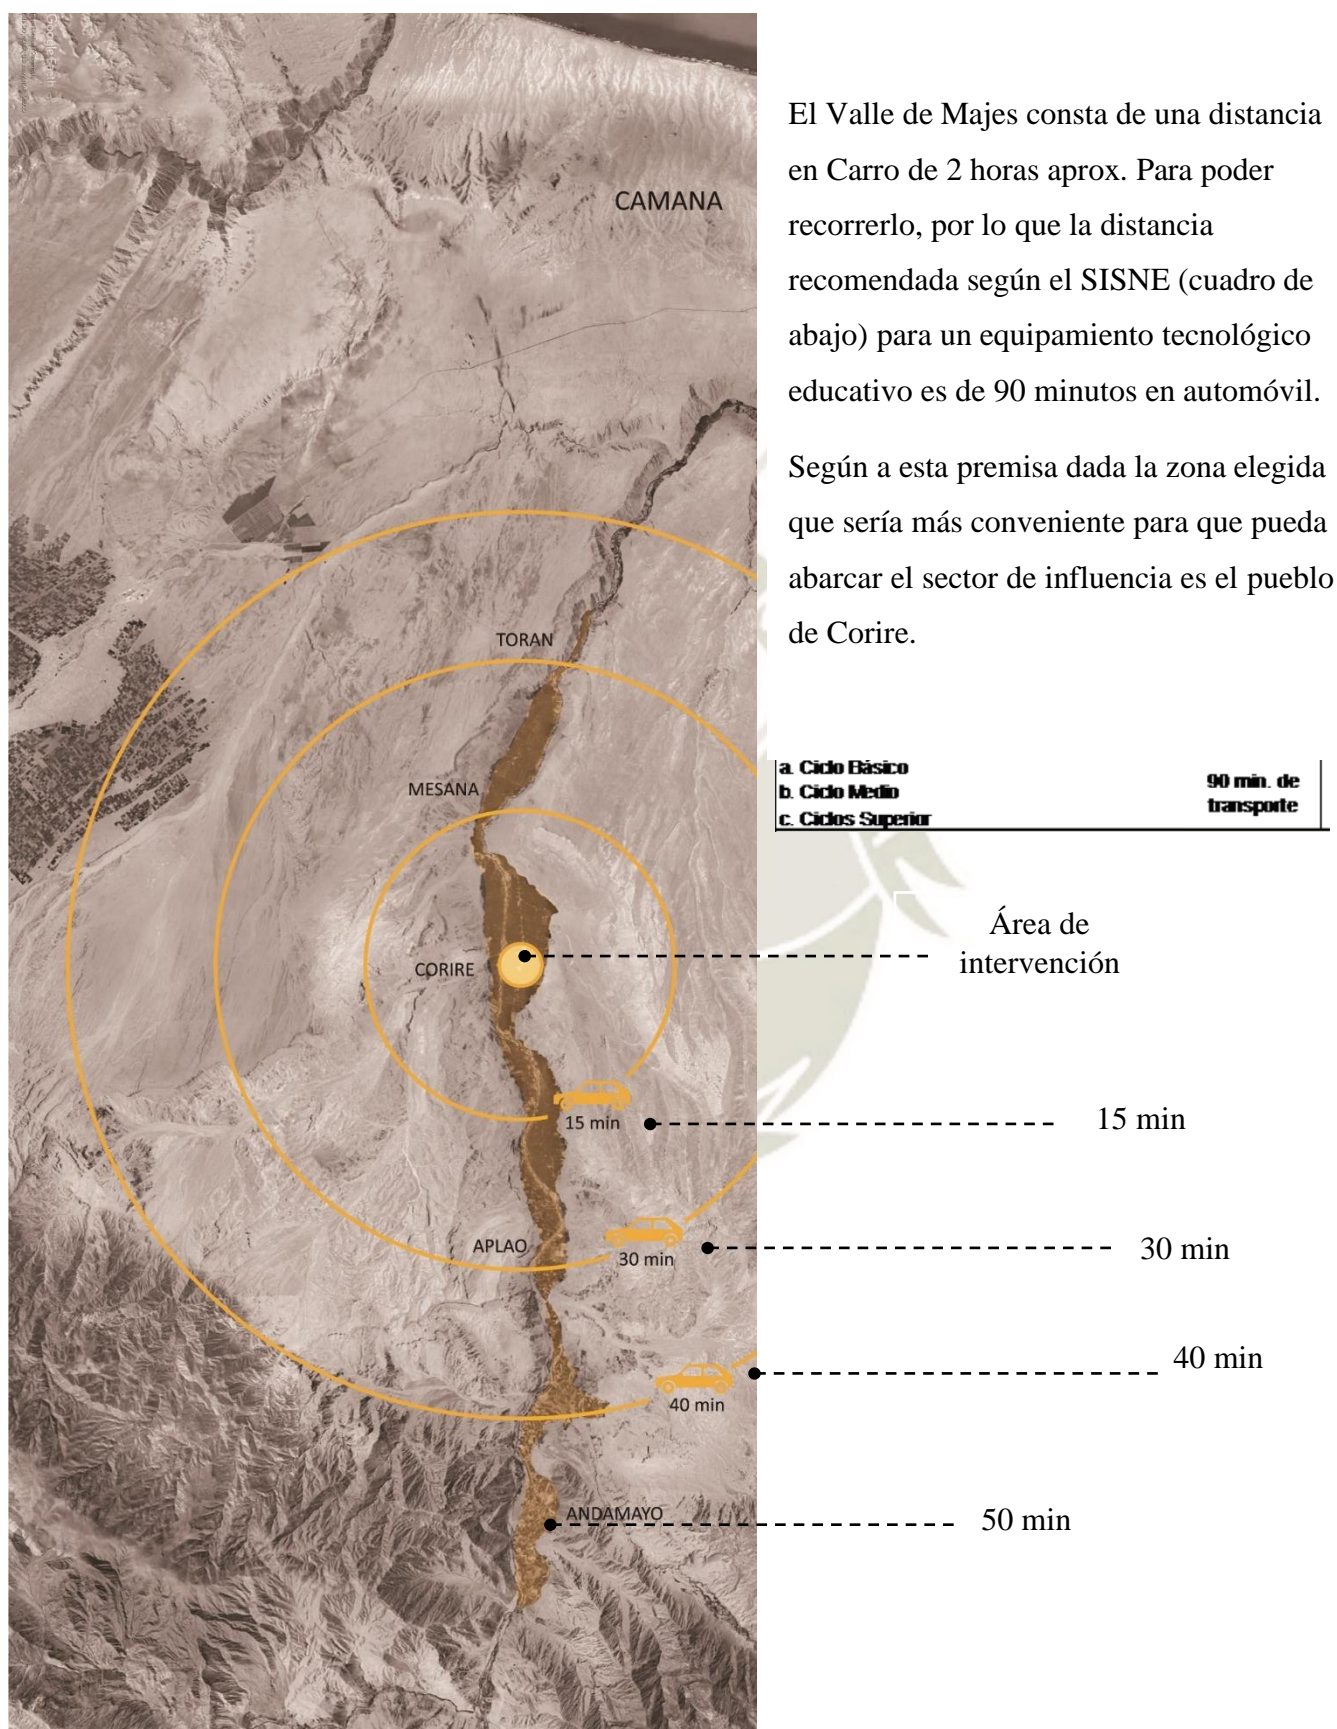 CAMANA
TORAN
MESANA
CORIRE
15 min
APLAO
30 min
40 min
ANDAMAYO
El Valle de Majes consta de una distancia
en Carro de 2 horas aprox. Para poder
recorrerlo, por lo que la distancia
recomendada según el SISNE (cuadro de
abajo) para un equipamiento tecnológico
educativo es de 90 minutos en automóvil.
Según a esta premisa dada la zona elegida
que sería más conveniente para que pueda
abarcar el sector de influencia es el pueblo
de Corire.
a. Ciclo Básico
b. Ciclo Medio
c. Ciclos Superior
90 min. de
transporte
Área de
intervención
15 min
30 min
40 min
50 min